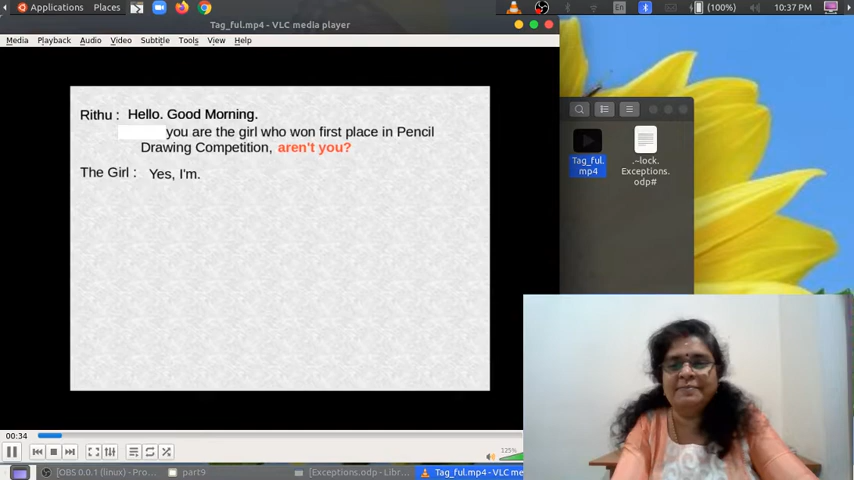 Applications Places En (100%) 10:37 PM
Tag_ful.mp4 - VLC media player
Media Playback Audio Video Subtitle Tools View Help
Rithu : Hello. Good Morning.
you are the girl who won first place in Pencil
Drawing Competition, aren't you?
The Girl : Yes, I'm.
Tag_ful.
mp4
.~lock.
Exceptions.
odp#
00:34
125%
[OBS 0.0.1 (linux) - Pro... part9 [Exceptions.odp - Libr... Tag_ful.mp4 - VLC me...